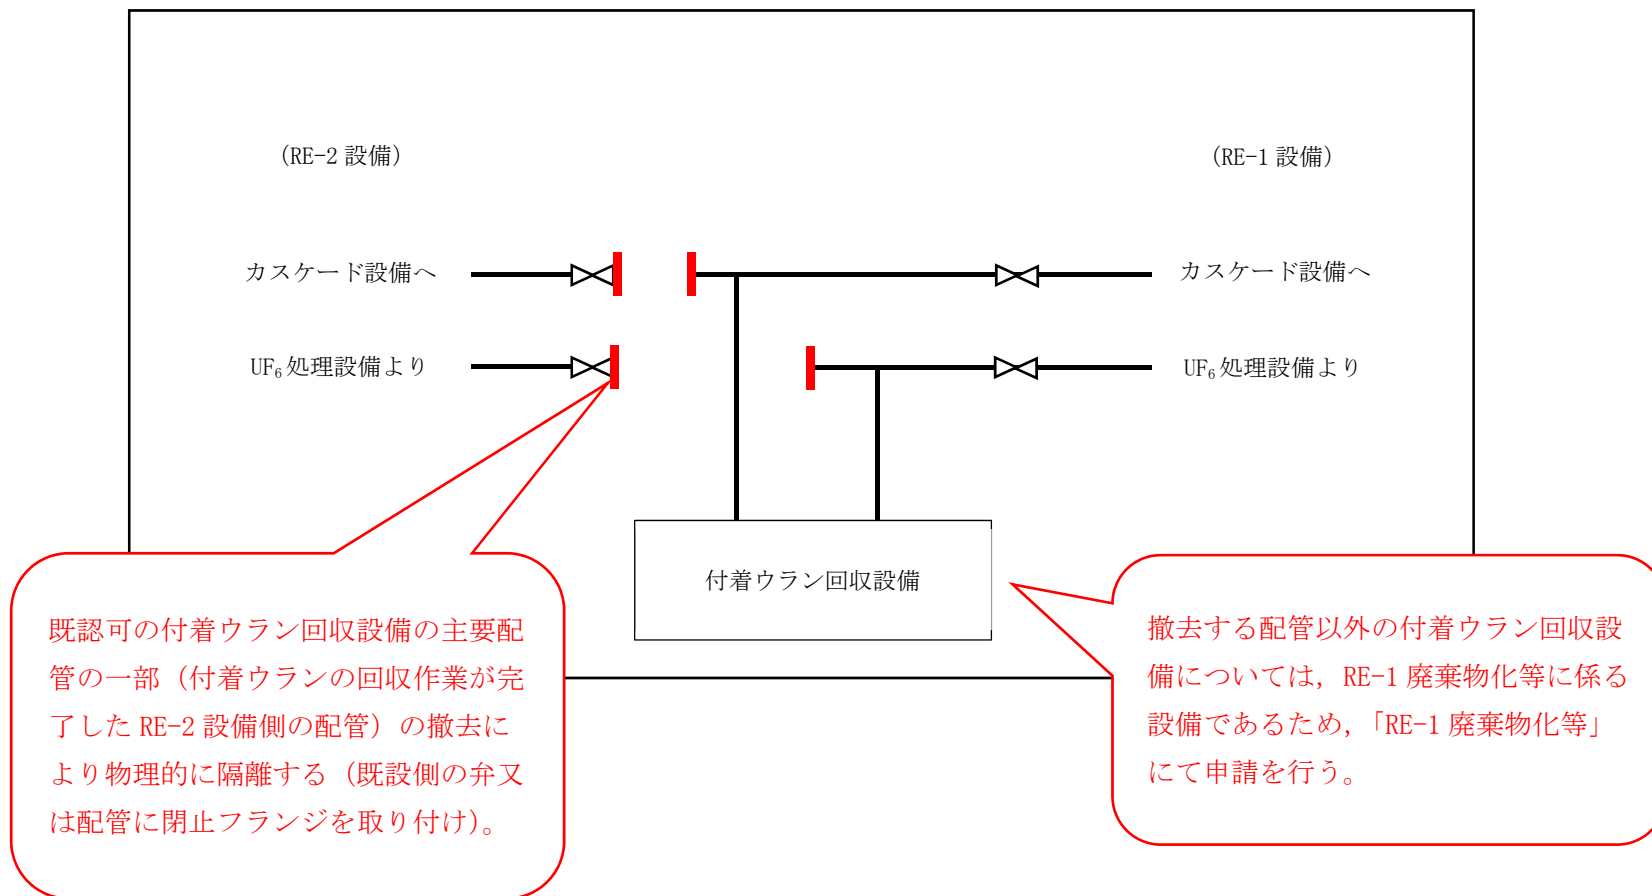 （RE-2 設備）
（RE-1 設備）
カスケード設備へ
カスケード設備へ
UF₆処理設備より
UF₆処理設備より
付着ウラン回収設備
既認可の付着ウラン回収設備の主要配
管の一部（付着ウランの回収作業が完
了した RE-2 設備側の配管）の撤去に
より物理的に隔離する（既設側の弁又
は配管に閉止フランジを取り付け）。
撤去する配管以外の付着ウラン回収設
備については，RE-1 廃棄物化等に係る
設備であるため，「RE-1 廃棄物化等」
にて申請を行う。